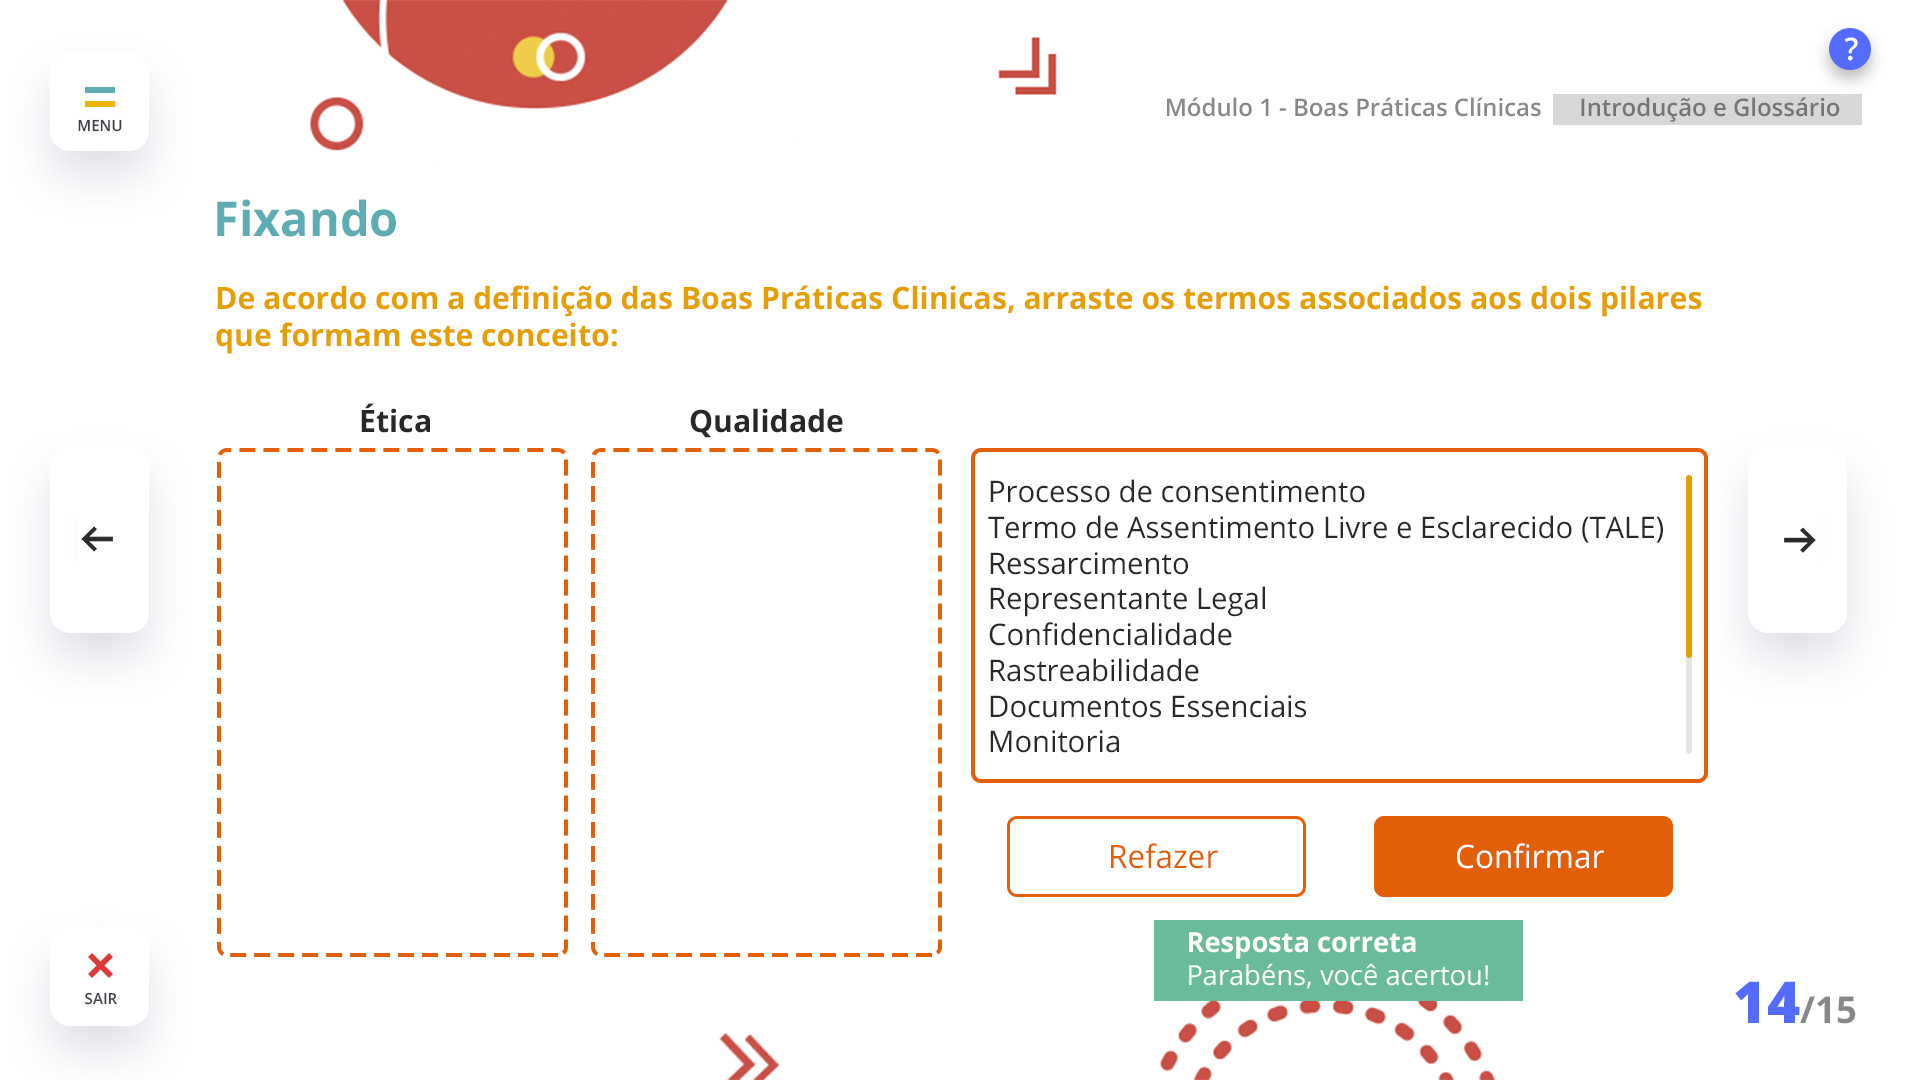 MENU
?
Módulo 1 - Boas Práticas Clínicas Introdução e Glossário
Fixando
De acordo com a definição das Boas Práticas Clinicas, arraste os termos associados aos dois pilares
que formam este conceito:
Ética
Qualidade
Processo de consentimento
Termo de Assentimento Livre e Esclarecido (TALE)
Ressarcimento
Representante Legal
Confidencialidade
Rastreabilidade
Documentos Essenciais
Monitoria
Refazer
Confirmar
Resposta correta
Parabéns, você acertou!
SAIR
14/15